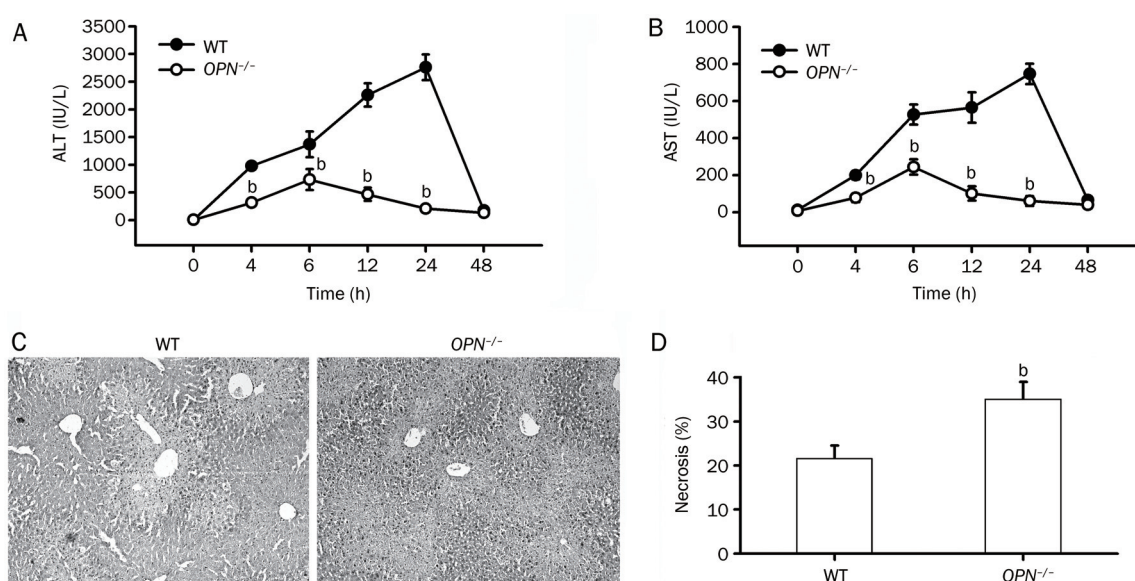 A
3500
3000
2500
2000
1500
1000
500
0
ALT (IU/L)
WT
OPN⁻/⁻
b
b
b
b
0 4 6 12 24 48
Time (h)
B
1000
800
600
400
200
0
AST (IU/L)
WT
OPN⁻/⁻
b
b
b
b
0 4 6 12 24 48
Time (h)
C
WT OPN⁻/⁻
D
40
30
20
10
0
Necrosis (%)
b
WT OPN⁻/⁻